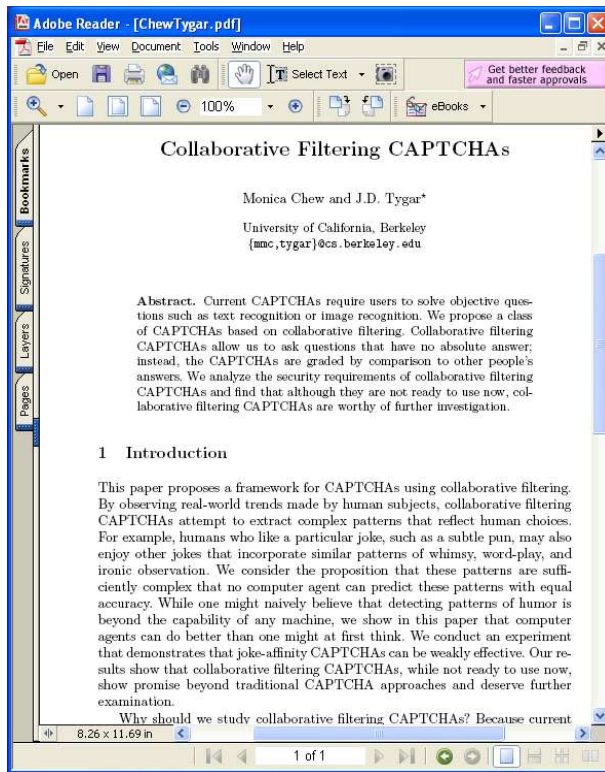 Adobe Reader - [ChewTygar.pdf]
File Edit View Document Tools Window Help
Open Select Text Get better feedback
and faster approvals
100% eBooks
Bookmarks
Signatures
Layers
Pages
Collaborative Filtering CAPTCHAs
Monica Chew and J.D. Tygar*
University of California, Berkeley
{mmc,tygar}@cs.berkeley.edu
Abstract. Current CAPTCHAs require users to solve objective ques-
tions such as text recognition or image recognition. We propose a class
of CAPTCHAs based on collaborative filtering. Collaborative filtering
CAPTCHAs allow us to ask questions that have no absolute answer;
instead, the CAPTCHAs are graded by comparison to other people's
answers. We analyze the security requirements of collaborative filtering
CAPTCHAs and find that although they are not ready to use now, col-
laborative filtering CAPTCHAs are worthy of further investigation.
1 Introduction
This paper proposes a framework for CAPTCHAs using collaborative filtering.
By observing real-world trends made by human subjects, collaborative filtering
CAPTCHAs attempt to extract complex patterns that reflect human choices.
For example, humans who like a particular joke, such as a subtle pun, may also
enjoy other jokes that incorporate similar patterns of whimsy, word-play, and
ironic observation. We consider the proposition that these patterns are suffi-
ciently complex that no computer agent can predict these patterns with equal
accuracy. While one might naively believe that detecting patterns of humor is
beyond the capability of any machine, we show in this paper that computer
agents can do better than one might at first think. We conduct an experiment
that demonstrates that joke-affinity CAPTCHAs can be weakly effective. Our re-
sults show that collaborative filtering CAPTCHAs, while not ready to use now,
show promise beyond traditional CAPTCHA approaches and deserve further
examination.
Why should we study collaborative filtering CAPTCHAs? Because current
8.26 x 11.69 in
1 of 1